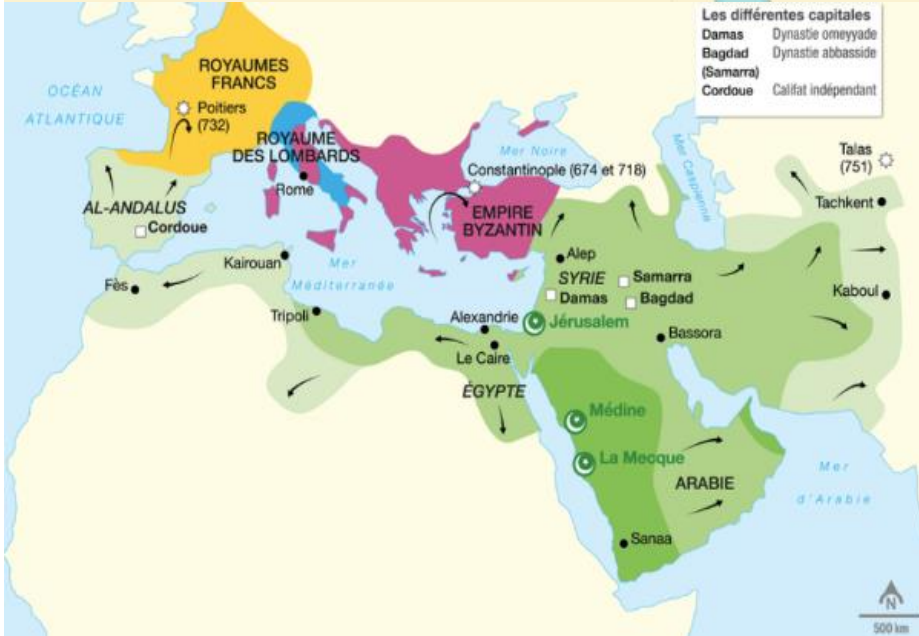 Les différentes capitales
Damas Dynastie omeyyade
Bagdad Dynastie abbasside
(Samarra)
Cordoue Califat indépendant
OCÉAN
ATLANTIQUE
ROYAUMES
FRANCS
Poitiers
(732)
ROYAUME
DES LOMBARDS
Rome
Mer Noire
Constantinople (674 et 718)
EMPIRE
BYZANTIN
Mer Caspienne
Talas
(751)
Tachkent
AL-ANDALUS
Cordoue
Kairouan
Fès
Mer
Méditerranée
Tripoli
Alep
SYRIE
Samarra
Damas
Bagdad
Kaboul
Alexandrie
Jérusalem
Bassora
Le Caire
ÉGYPTE
Médine
La Mecque
ARABIE
Mer
d'Arabie
Sanaa
N
500 km